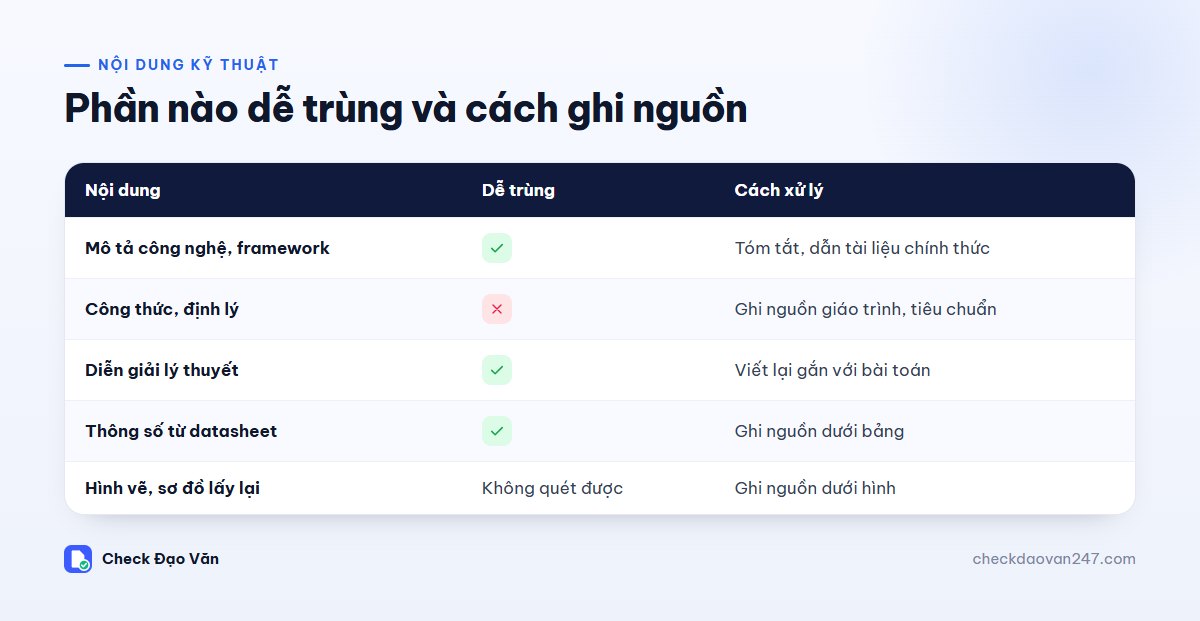 NỘI DUNG KỸ THUẬT
Phần nào dễ trùng và cách ghi nguồn
Nội dung Dễ trùng Cách xử lý
Mô tả công nghệ, framework Tóm tắt, dẫn tài liệu chính thức
Công thức, định lý Ghi nguồn giáo trình, tiêu chuẩn
Diễn giải lý thuyết Viết lại gắn với bài toán
Thông số từ datasheet Ghi nguồn dưới bảng
Hình vẽ, sơ đồ lấy lại Không quét được Ghi nguồn dưới hình
Check Đạo Văn checkdaovan247.com